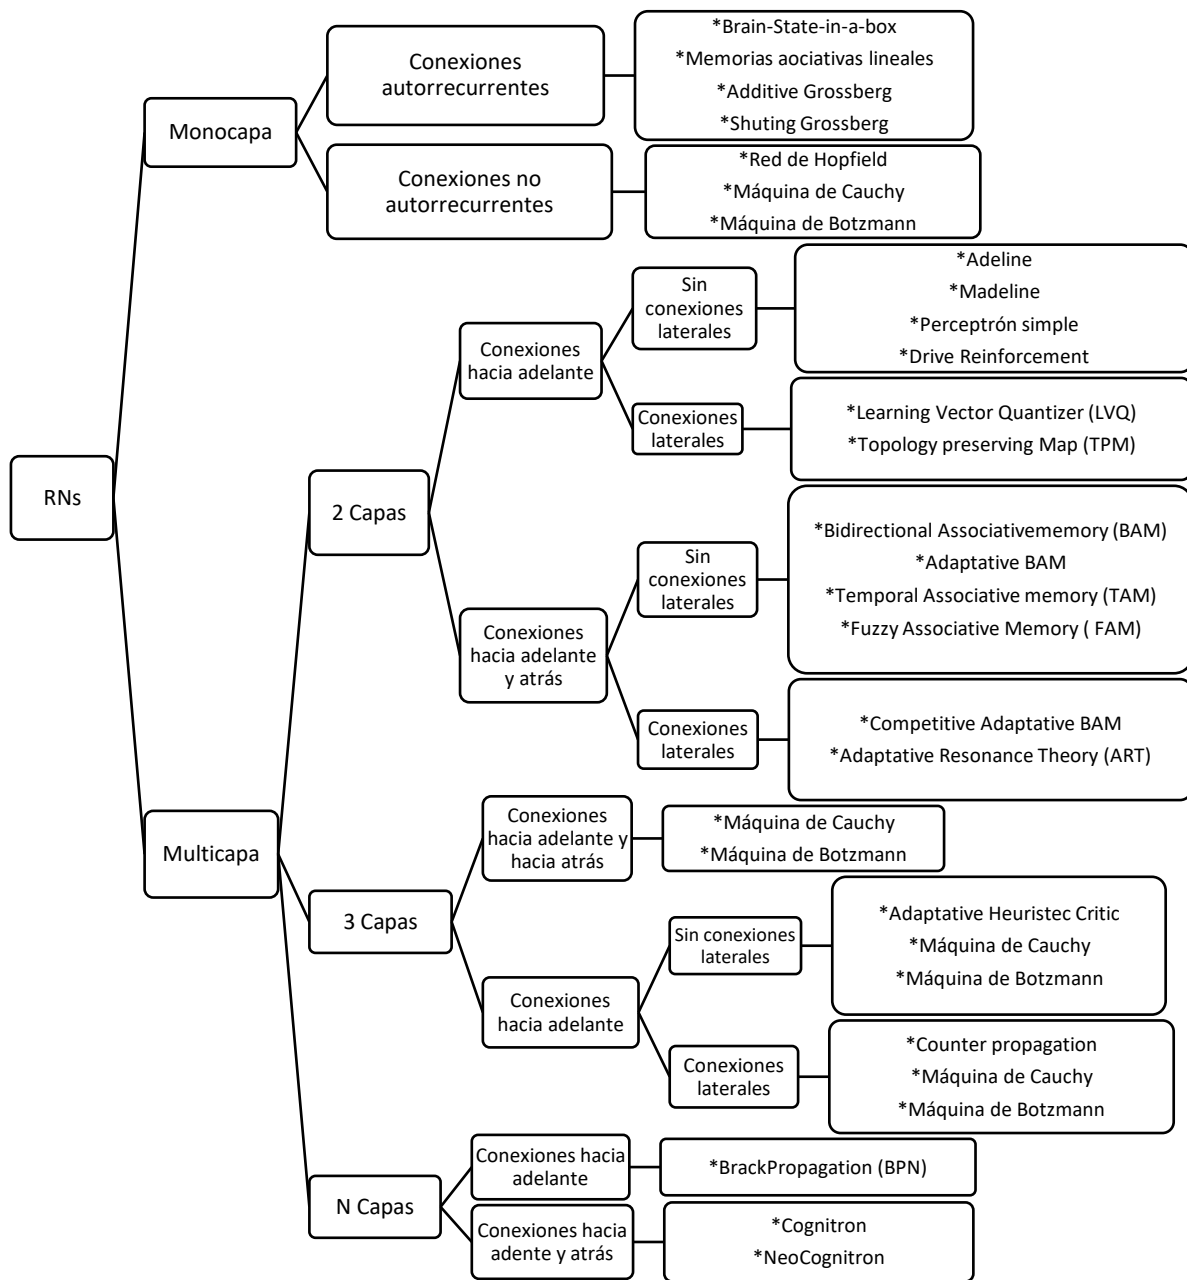 RNs
Monocapa
Conexiones
autorrecurrentes
*Brain-State-in-a-box
*Memorias aociativas lineales
*Additive Grossberg
*Shuting Grossberg
Conexiones no
autorrecurrentes
*Red de Hopfield
*Máquina de Cauchy
*Máquina de Botzmann
Multicapa
2 Capas
Conexiones
hacia adelante
Sin
conexiones
laterales
*Adeline
*Madeline
*Perceptrón simple
*Drive Reinforcement
Conexiones
laterales
*Learning Vector Quantizer (LVQ)
*Topology preserving Map (TPM)
Conexiones
hacia adelante
y atrás
Sin
conexiones
laterales
*Bidirectional Associativememory (BAM)
*Adaptative BAM
*Temporal Associative memory (TAM)
*Fuzzy Associative Memory ( FAM)
Conexiones
laterales
*Competitive Adaptative BAM
*Adaptative Resonance Theory (ART)
3 Capas
Conexiones
hacia adelante y
hacia atrás
*Máquina de Cauchy
*Máquina de Botzmann
Conexiones
hacia adelante
Sin conexiones
laterales
*Adaptative Heuristec Critic
*Máquina de Cauchy
*Máquina de Botzmann
Conexiones
laterales
*Counter propagation
*Máquina de Cauchy
*Máquina de Botzmann
N Capas
Conexiones hacia
adelante
*BrackPropagation (BPN)
Conexiones hacia
adente y atrás
*Cognitron
*NeoCognitron